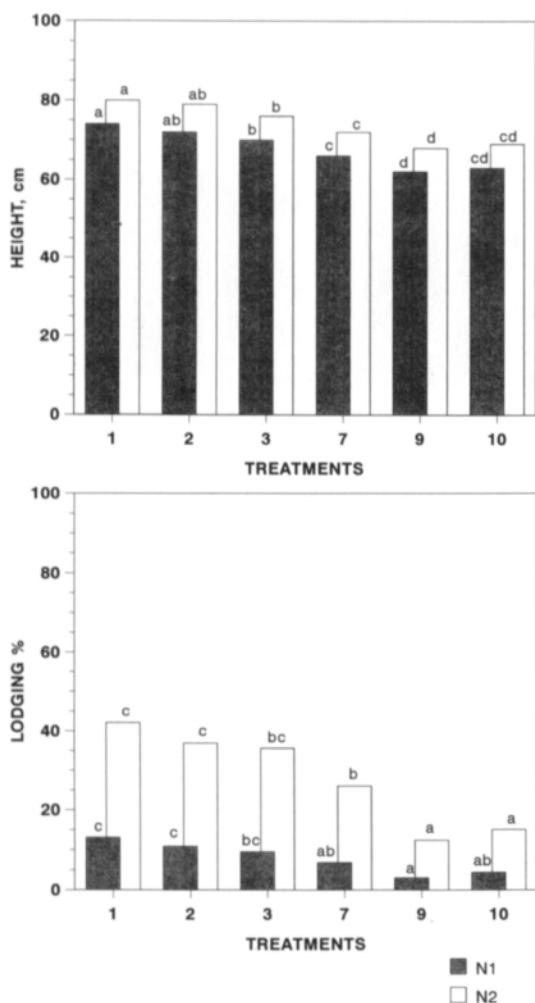 100
80
60
40
20
0
HEIGHT, cm
a a ab ab b b c c d d cd cd
1 2 3 7 9 10
TREATMENTS
100
80
60
40
20
0
LODGING %
c c c c bc bc ab b a a ab a
1 2 3 7 9 10
TREATMENTS
N1
N2